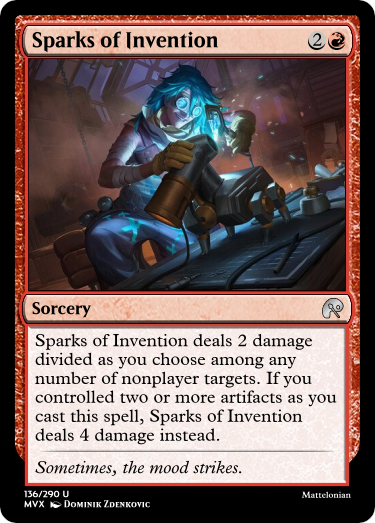 Sparks of Invention 2
Sorcery
Sparks of Invention deals 2 damage
divided as you choose among any
number of nonplayer targets. If you
controlled two or more artifacts as you
cast this spell, Sparks of Invention
deals 4 damage instead.
Sometimes, the mood strikes.
136/290 U
MVX Dominik Zdenkovic
Mattelonian